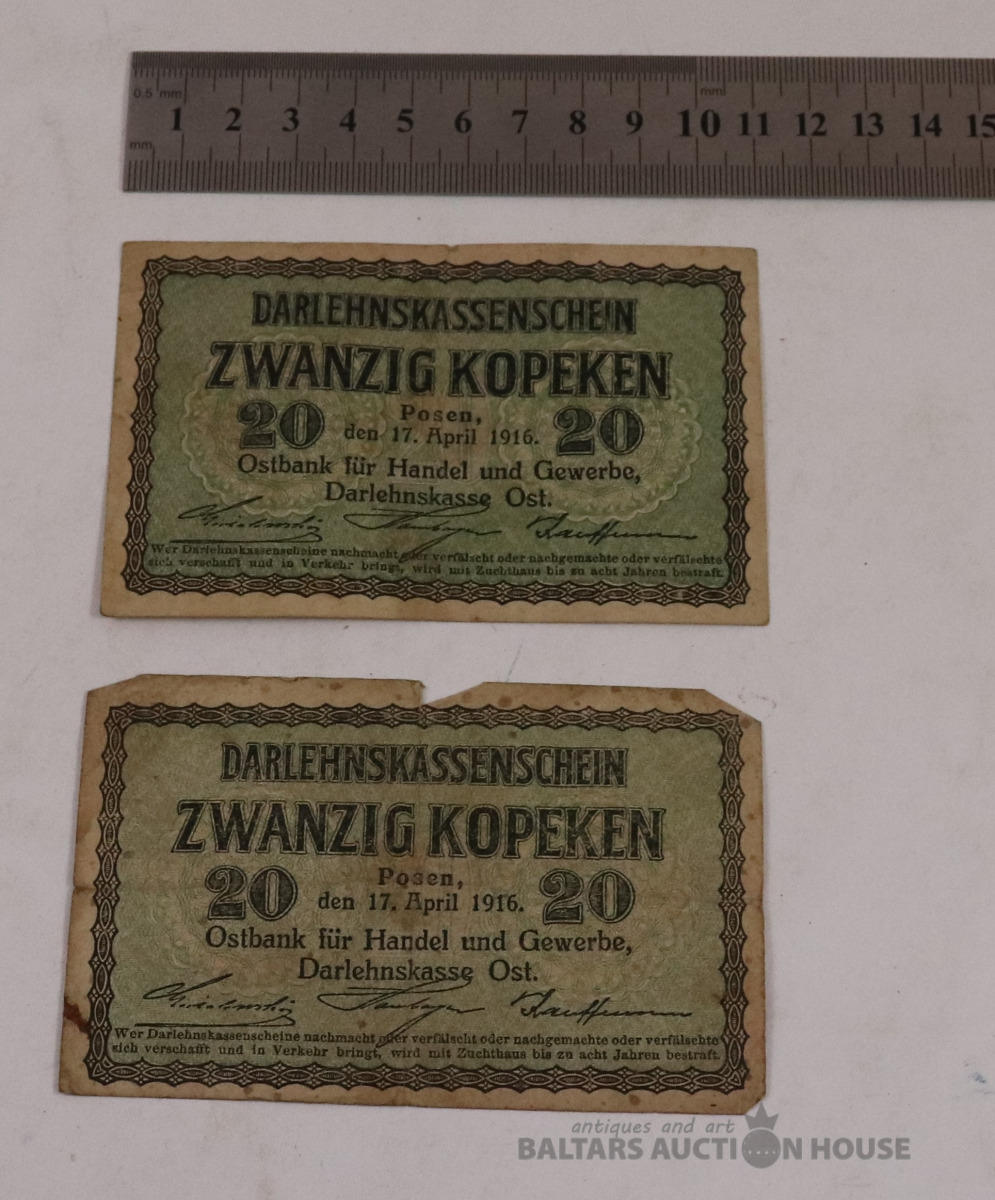 0.5 mm
mm
1 2 3 4 5 6 7 8 9 10 11 12 13 14 15
mm
DARLEHNSKASSENSCHEIN
ZWANZIG KOPEKEN
20 Posen, 20
den 17. April 1916.
Ostbank für Handel und Gewerbe,
Darlehnskasse Ost.
Kauffmann
Wer Darlehnskassenscheine nachmacht oder verfälscht oder nachgemachte oder verfälschte
sich verschafft und in Verkehr bringt, wird mit Zuchthaus bis zu acht Jahren bestraft.
DARLEHNSKASSENSCHEIN
ZWANZIG KOPEKEN
20 Posen, 20
den 17. April 1916.
Ostbank für Handel und Gewerbe,
Darlehnskasse Ost.
Kauffmann
Wer Darlehnskassenscheine nachmacht oder verfälscht oder nachgemachte oder verfälschte
sich verschafft und in Verkehr bringt, wird mit Zuchthaus bis zu acht Jahren bestraft.
antiques and art
BALTARS AUCTION HOUSE